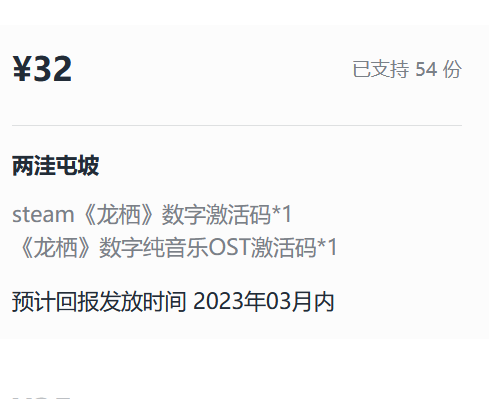 ¥32
已支持 54 份
两洼屯坡
steam《龙栖》数字激活码*1
《龙栖》数字纯音乐OST激活码*1
预计回报发放时间 2023年03月内